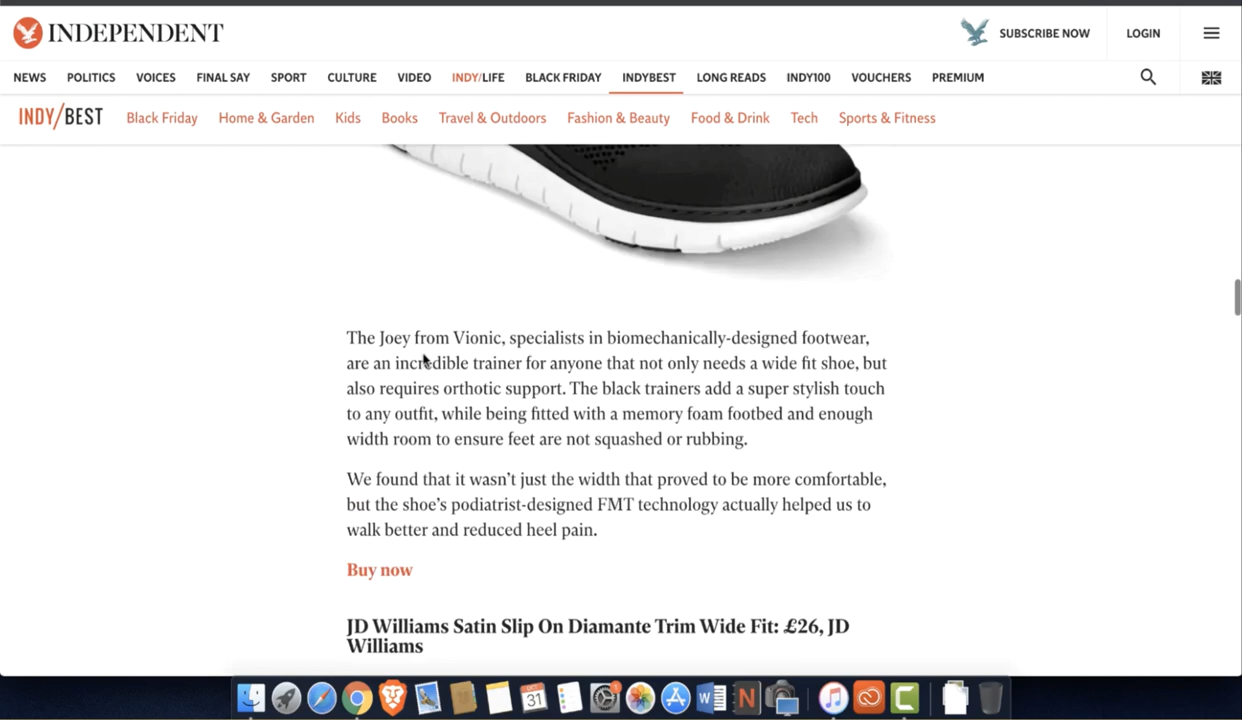 INDEPENDENT
SUBSCRIBE NOW
LOGIN
NEWS POLITICS VOICES FINAL SAY SPORT CULTURE VIDEO INDY/LIFE BLACK FRIDAY INDYBEST LONG READS INDY100 VOUCHERS PREMIUM
INDY/BEST Black Friday Home & Garden Kids Books Travel & Outdoors Fashion & Beauty Food & Drink Tech Sports & Fitness
The Joey from Vionic, specialists in biomechanically-designed footwear,
are an incredible trainer for anyone that not only needs a wide fit shoe, but
also requires orthotic support. The black trainers add a super stylish touch
to any outfit, while being fitted with a memory foam footbed and enough
width room to ensure feet are not squashed or rubbing.
We found that it wasn't just the width that proved to be more comfortable,
but the shoe's podiatrist-designed FMT technology actually helped us to
walk better and reduced heel pain.
Buy now
JD Williams Satin Slip On Diamante Trim Wide Fit: £26, JD
Williams
OCT
31
1
W
N
C